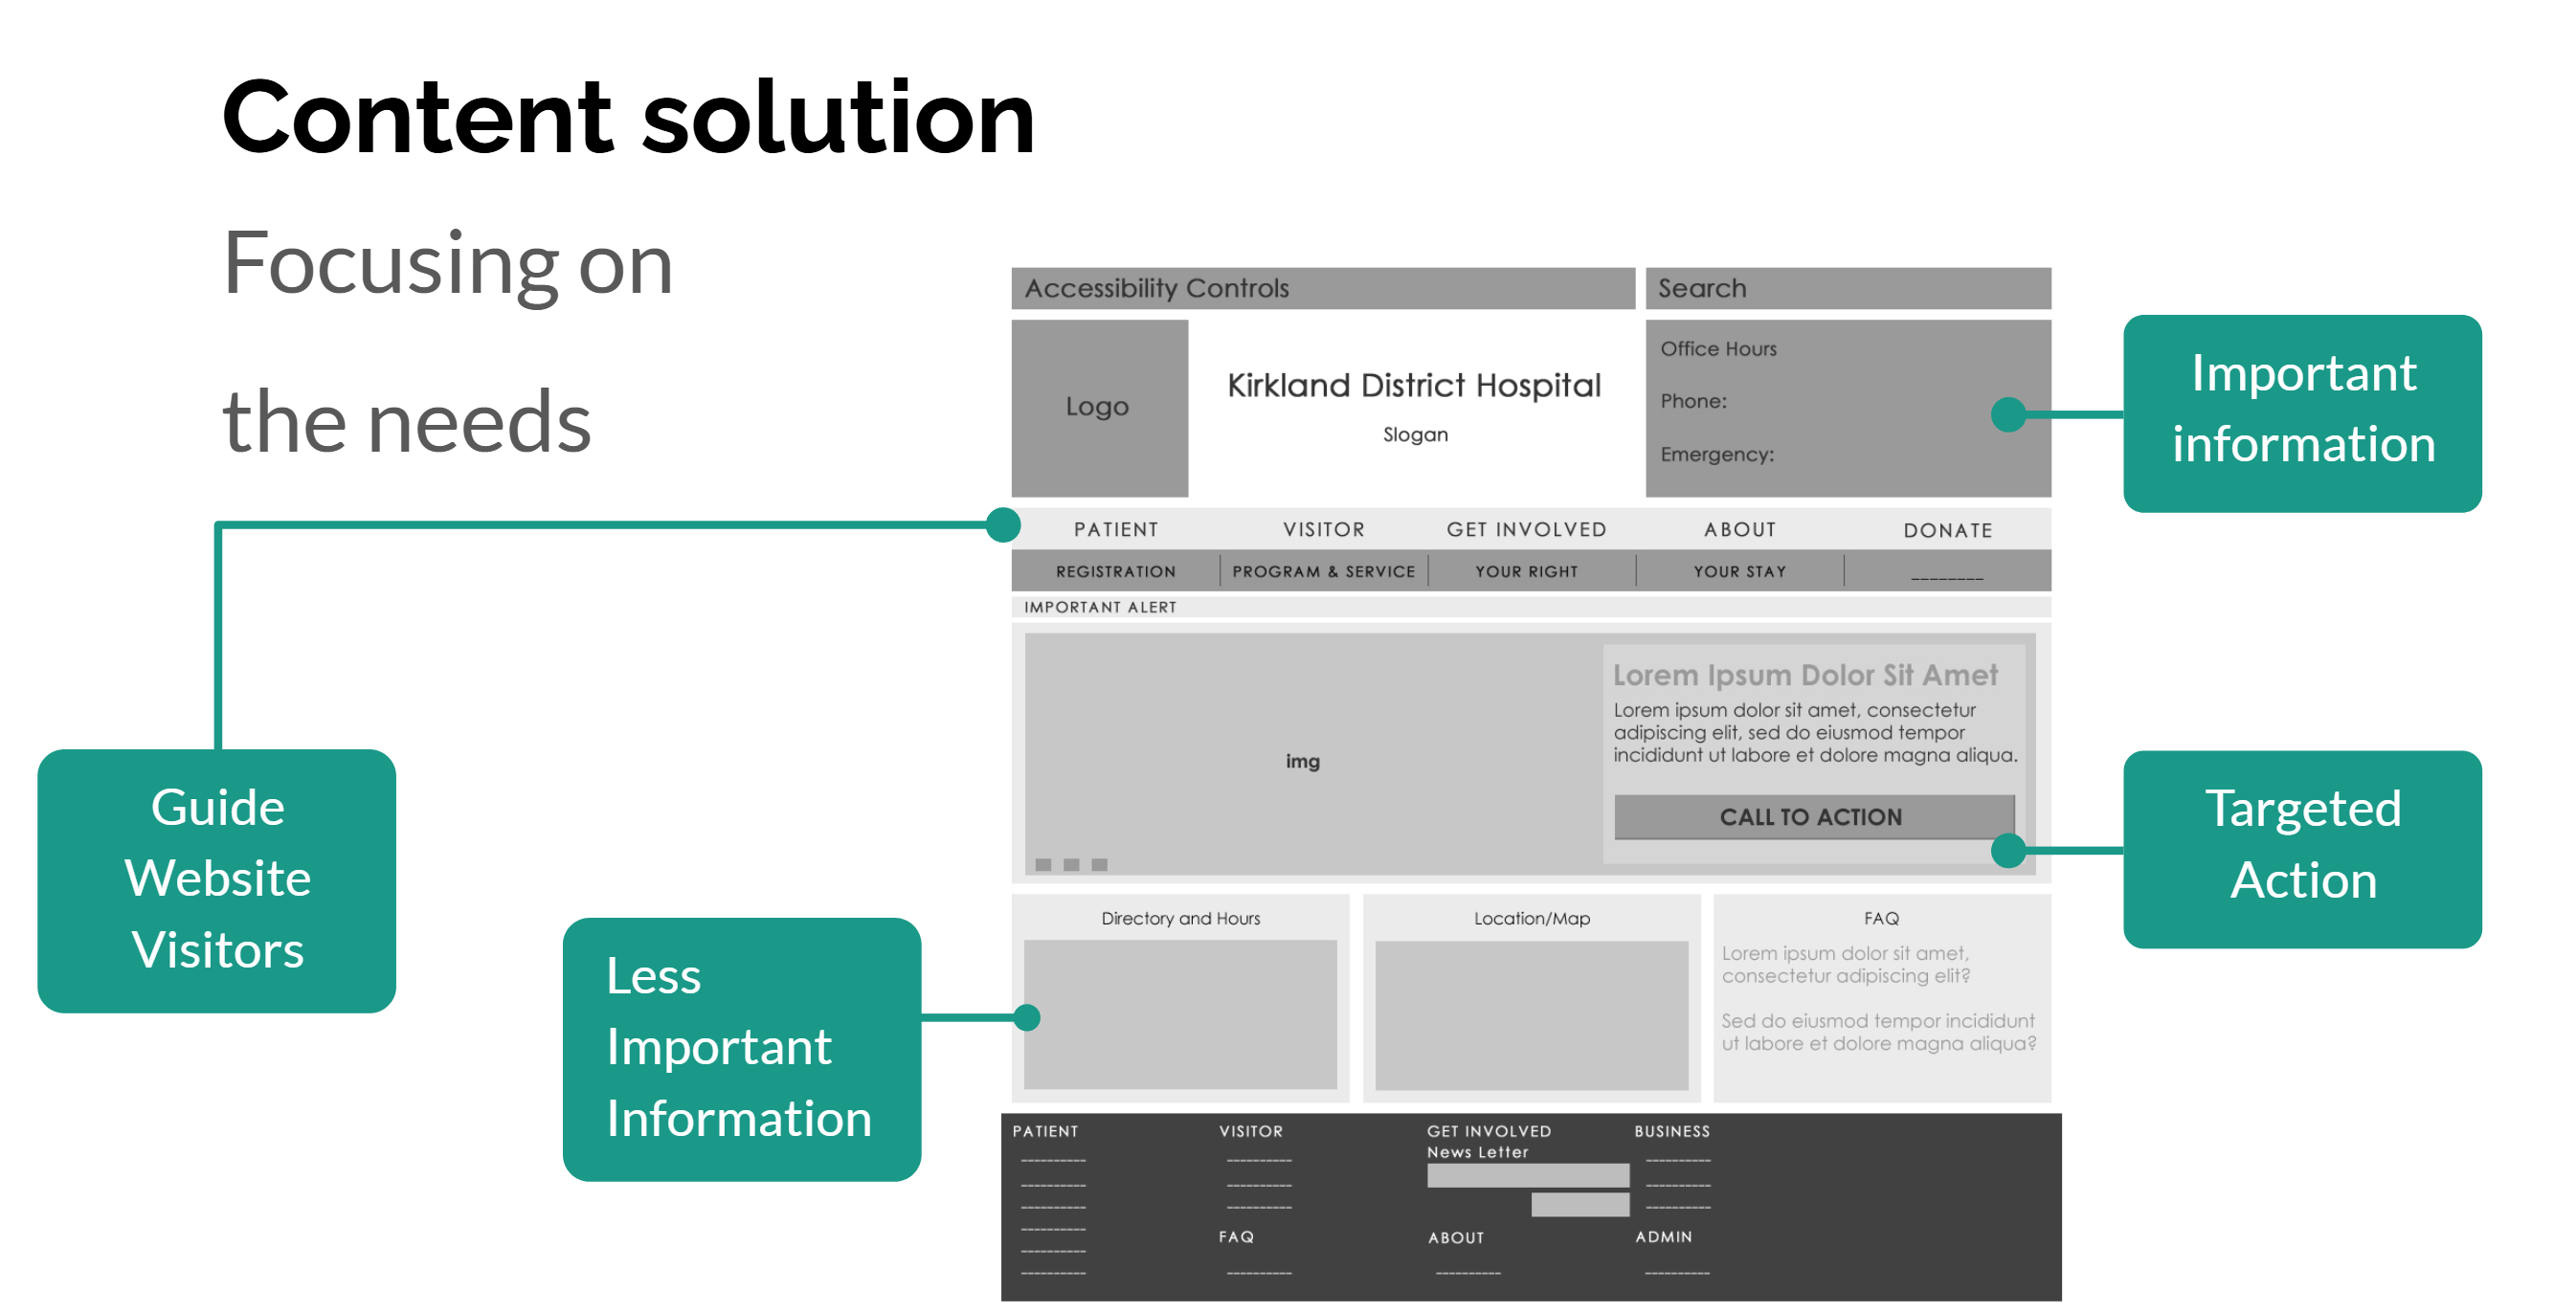 Content solution
Focusing on
the needs
Accessibility Controls
Search
Logo
Kirkland District Hospital
Slogan
Office Hours
Phone:
Emergency:
Important
information
PATIENT VISITOR GET INVOLVED ABOUT DONATE
REGISTRATION PROGRAM & SERVICE YOUR RIGHT YOUR STAY ________
IMPORTANT ALERT
img
Lorem Ipsum Dolor Sit Amet
Lorem ipsum dolor sit amet, consectetur
adipiscing elit, sed do eiusmod tempor
incididunt ut labore et dolore magna aliqua.
CALL TO ACTION
Guide
Website
Visitors
Targeted
Action
Less
Important
Information
Directory and Hours
Location/Map
FAQ
Lorem ipsum dolor sit amet,
consectetur adipiscing elit?
Sed do eiusmod tempor incididunt
ut labore et dolore magna aliqua?
PATIENT
VISITOR
GET INVOLVED
News Letter
BUSINESS
FAQ
ABOUT
ADMIN